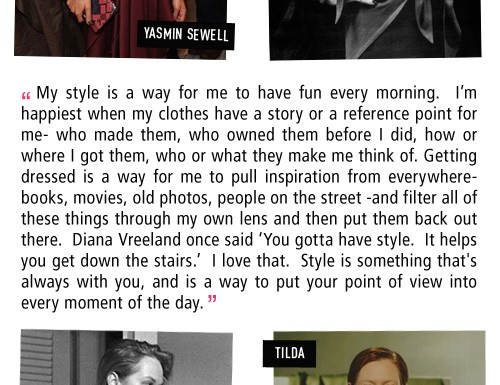 YASMIN SEWELL
“ My style is a way for me to have fun every morning.  I'm
happiest when my clothes have a story or a reference point for
me- who made them, who owned them before I did, how or
where I got them, who or what they make me think of. Getting
dressed is a way for me to pull inspiration from everywhere-
books, movies, old photos, people on the street -and filter all of
these things through my own lens and then put them back out
there.  Diana Vreeland once said ‘You gotta have style.  It helps
you get down the stairs.’  I love that.  Style is something that's
always with you, and is a way to put your point of view into
every moment of the day. ”
TILDA